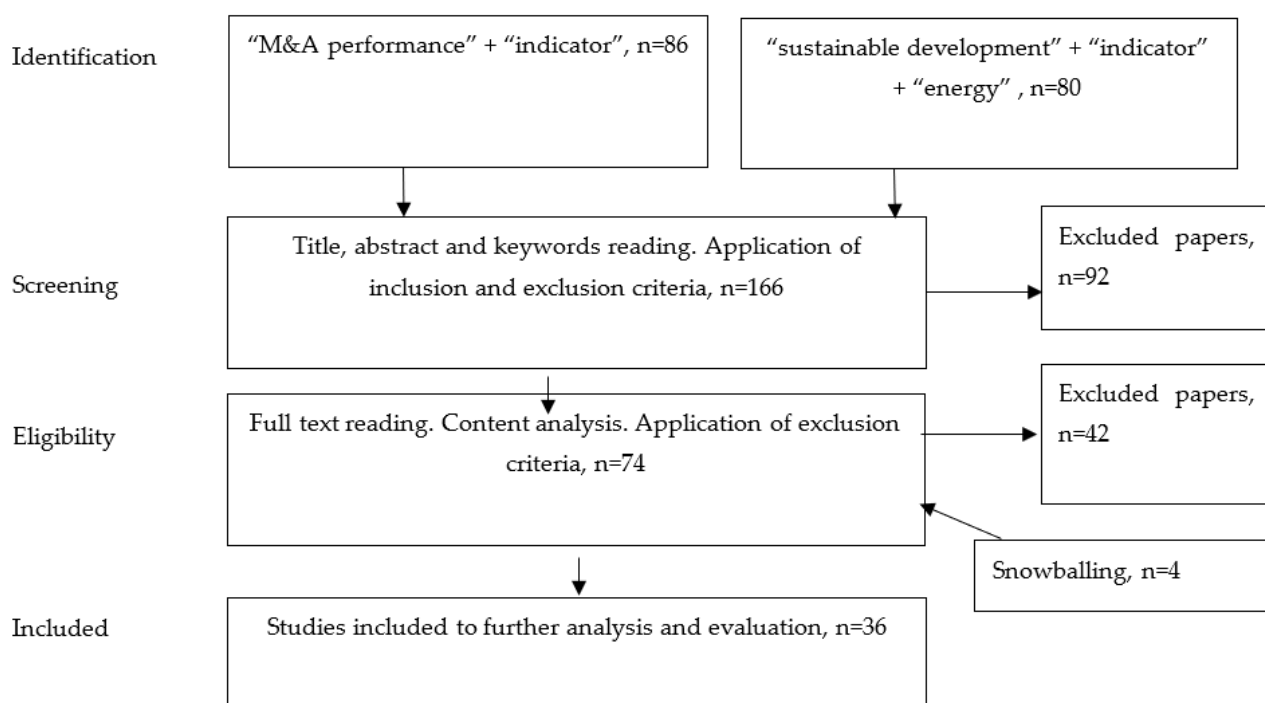 Identification
“M&A performance” + “indicator”, n=86
“sustainable development” + “indicator”
+ “energy” , n=80
Screening
Title, abstract and keywords reading. Application of
inclusion and exclusion criteria, n=166
Excluded papers,
n=92
Eligibility
Full text reading. Content analysis. Application of exclusion
criteria, n=74
Excluded papers,
n=42
Snowballing, n=4
Included
Studies included to further analysis and evaluation, n=36